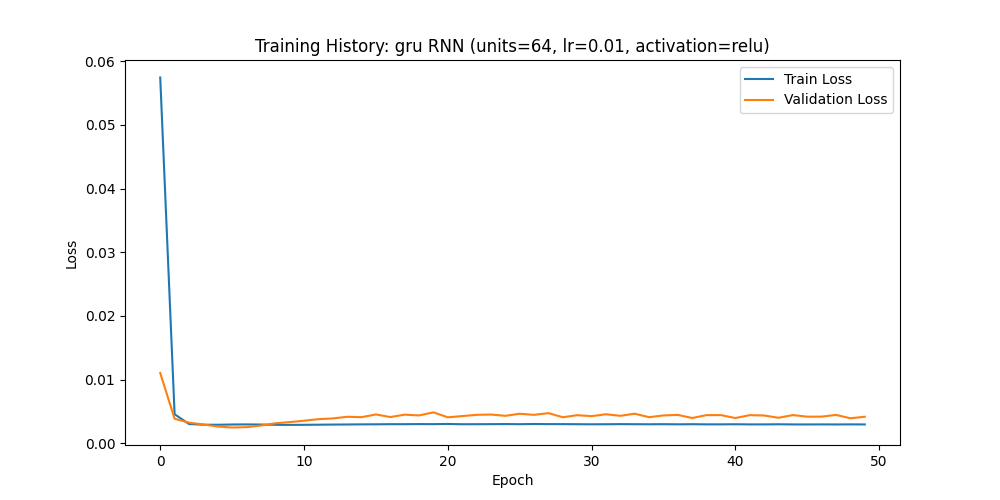 Training History: gru RNN (units=64, lr=0.01, activation=relu)
Train Loss
Validation Loss
0.06
0.05
0.04
0.03
0.02
0.01
0.00
Loss
0 10 20 30 40 50
Epoch